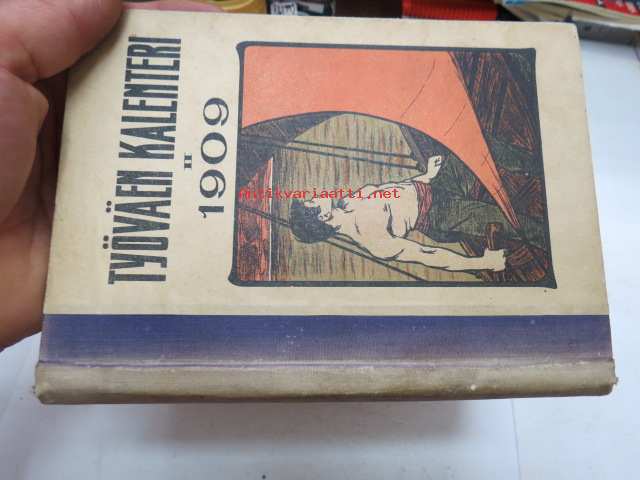 TYÖVÄEN KALENTERI
II
1909
Antikvariaatti.net